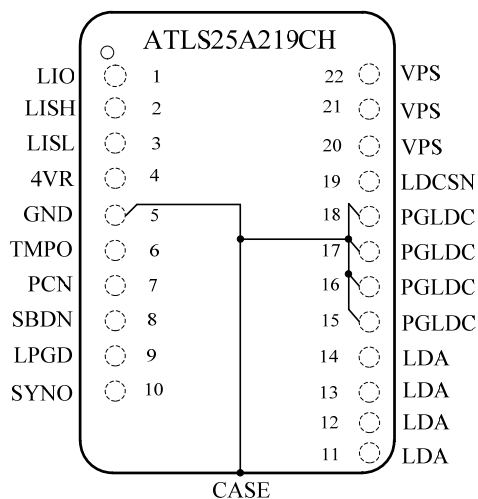 ATLS25A219CH
LIO 1 22 VPS
LISH 2 21 VPS
LISL 3 20 VPS
4VR 4 19 LDCSN
GND 5 18 PGLDC
TMPO 6 17 PGLDC
PCN 7 16 PGLDC
SBDN 8 15 PGLDC
LPGD 9 14 LDA
SYNO 10 13 LDA
12 LDA
11 LDA
CASE